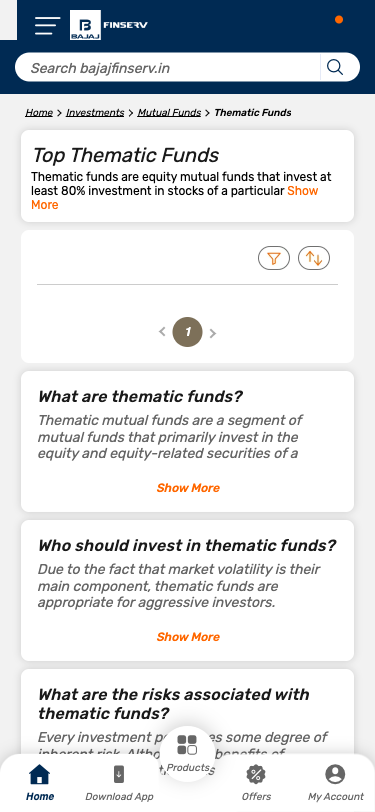 BAJAJ FINSERV
Search bajajfinserv.in
Home > Investments > Mutual Funds > Thematic Funds
Top Thematic Funds
Thematic funds are equity mutual funds that invest at
least 80% investment in stocks of a particular Show
More
1
What are thematic funds?
Thematic mutual funds are a segment of
mutual funds that primarily invest in the
equity and equity-related securities of a
Show More
Who should invest in thematic funds?
Due to the fact that market volatility is their
main component, thematic funds are
appropriate for aggressive investors.
Show More
What are the risks associated with
thematic funds?
Every investment some degree of
inherent risk. benefits of
Home
Download App
Products
Offers
My Account